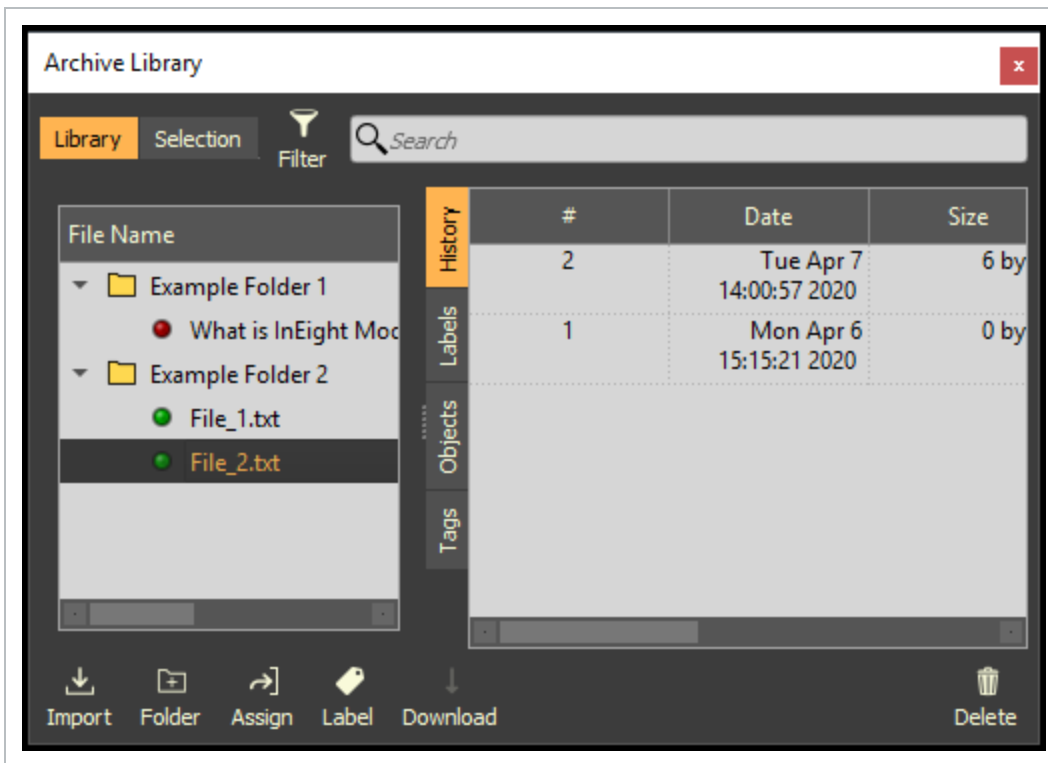 Archive Library
x
Library
Selection
Filter
Search
File Name
Example Folder 1
What is InEight Moc
Example Folder 2
File_1.txt
File_2.txt
History
Labels
Objects
Tags
# Date Size
2 Tue Apr 7 6 by
14:00:57 2020
1 Mon Apr 6 0 by
15:15:21 2020
Import
Folder
Assign
Label
Download
Delete